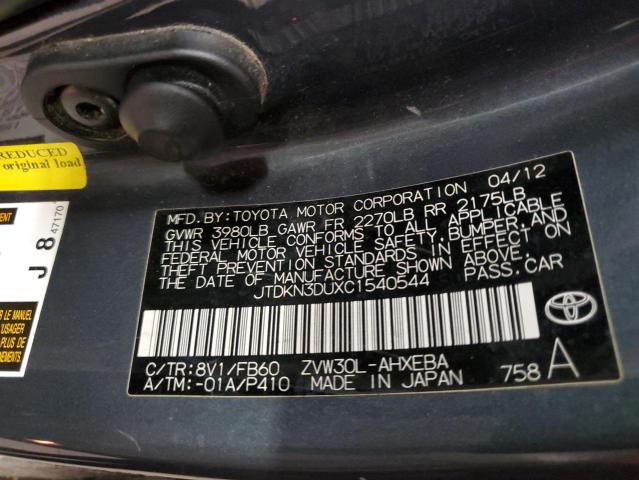 REDUCED
original load
47170
J 8
LE MANUEL
USAGER
MFD. BY: TOYOTA MOTOR CORPORATION 04/12
GVWR 3980LB GAWR FR 2270LB RR 2175LB
THIS VEHICLE CONFORMS TO ALL APPLICABLE
FEDERAL MOTOR VEHICLE SAFETY, BUMPER, AND
THEFT PREVENTION STANDARDS IN EFFECT ON
THE DATE OF MANUFACTURE SHOWN ABOVE.
JTDKN3DUXC1540544 PASS. CAR
C/TR: 8V1/FB60 ZVW30L-AHXEBA
A/TM: -01A/P410 MADE IN JAPAN 758 A